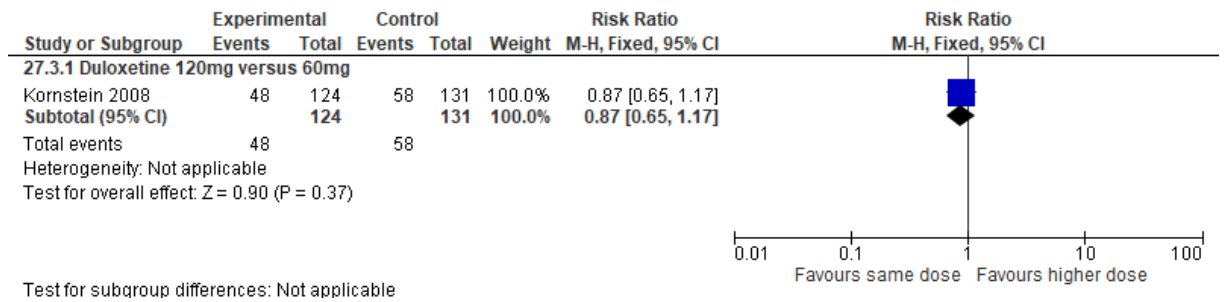 Experimental Control Risk Ratio Risk Ratio
Study or Subgroup Events Total Events Total Weight M-H, Fixed, 95% CI M-H, Fixed, 95% CI
27.3.1 Duloxetine 120mg versus 60mg
Kornstein 2008 48 124 58 131 100.0% 0.87 [0.65, 1.17]
Subtotal (95% CI) 124 131 100.0% 0.87 [0.65, 1.17]
Total events 48 58
Heterogeneity: Not applicable
Test for overall effect: Z = 0.90 (P = 0.37)
0.01 0.1 1 10 100
Favours same dose Favours higher dose
Test for subgroup differences: Not applicable